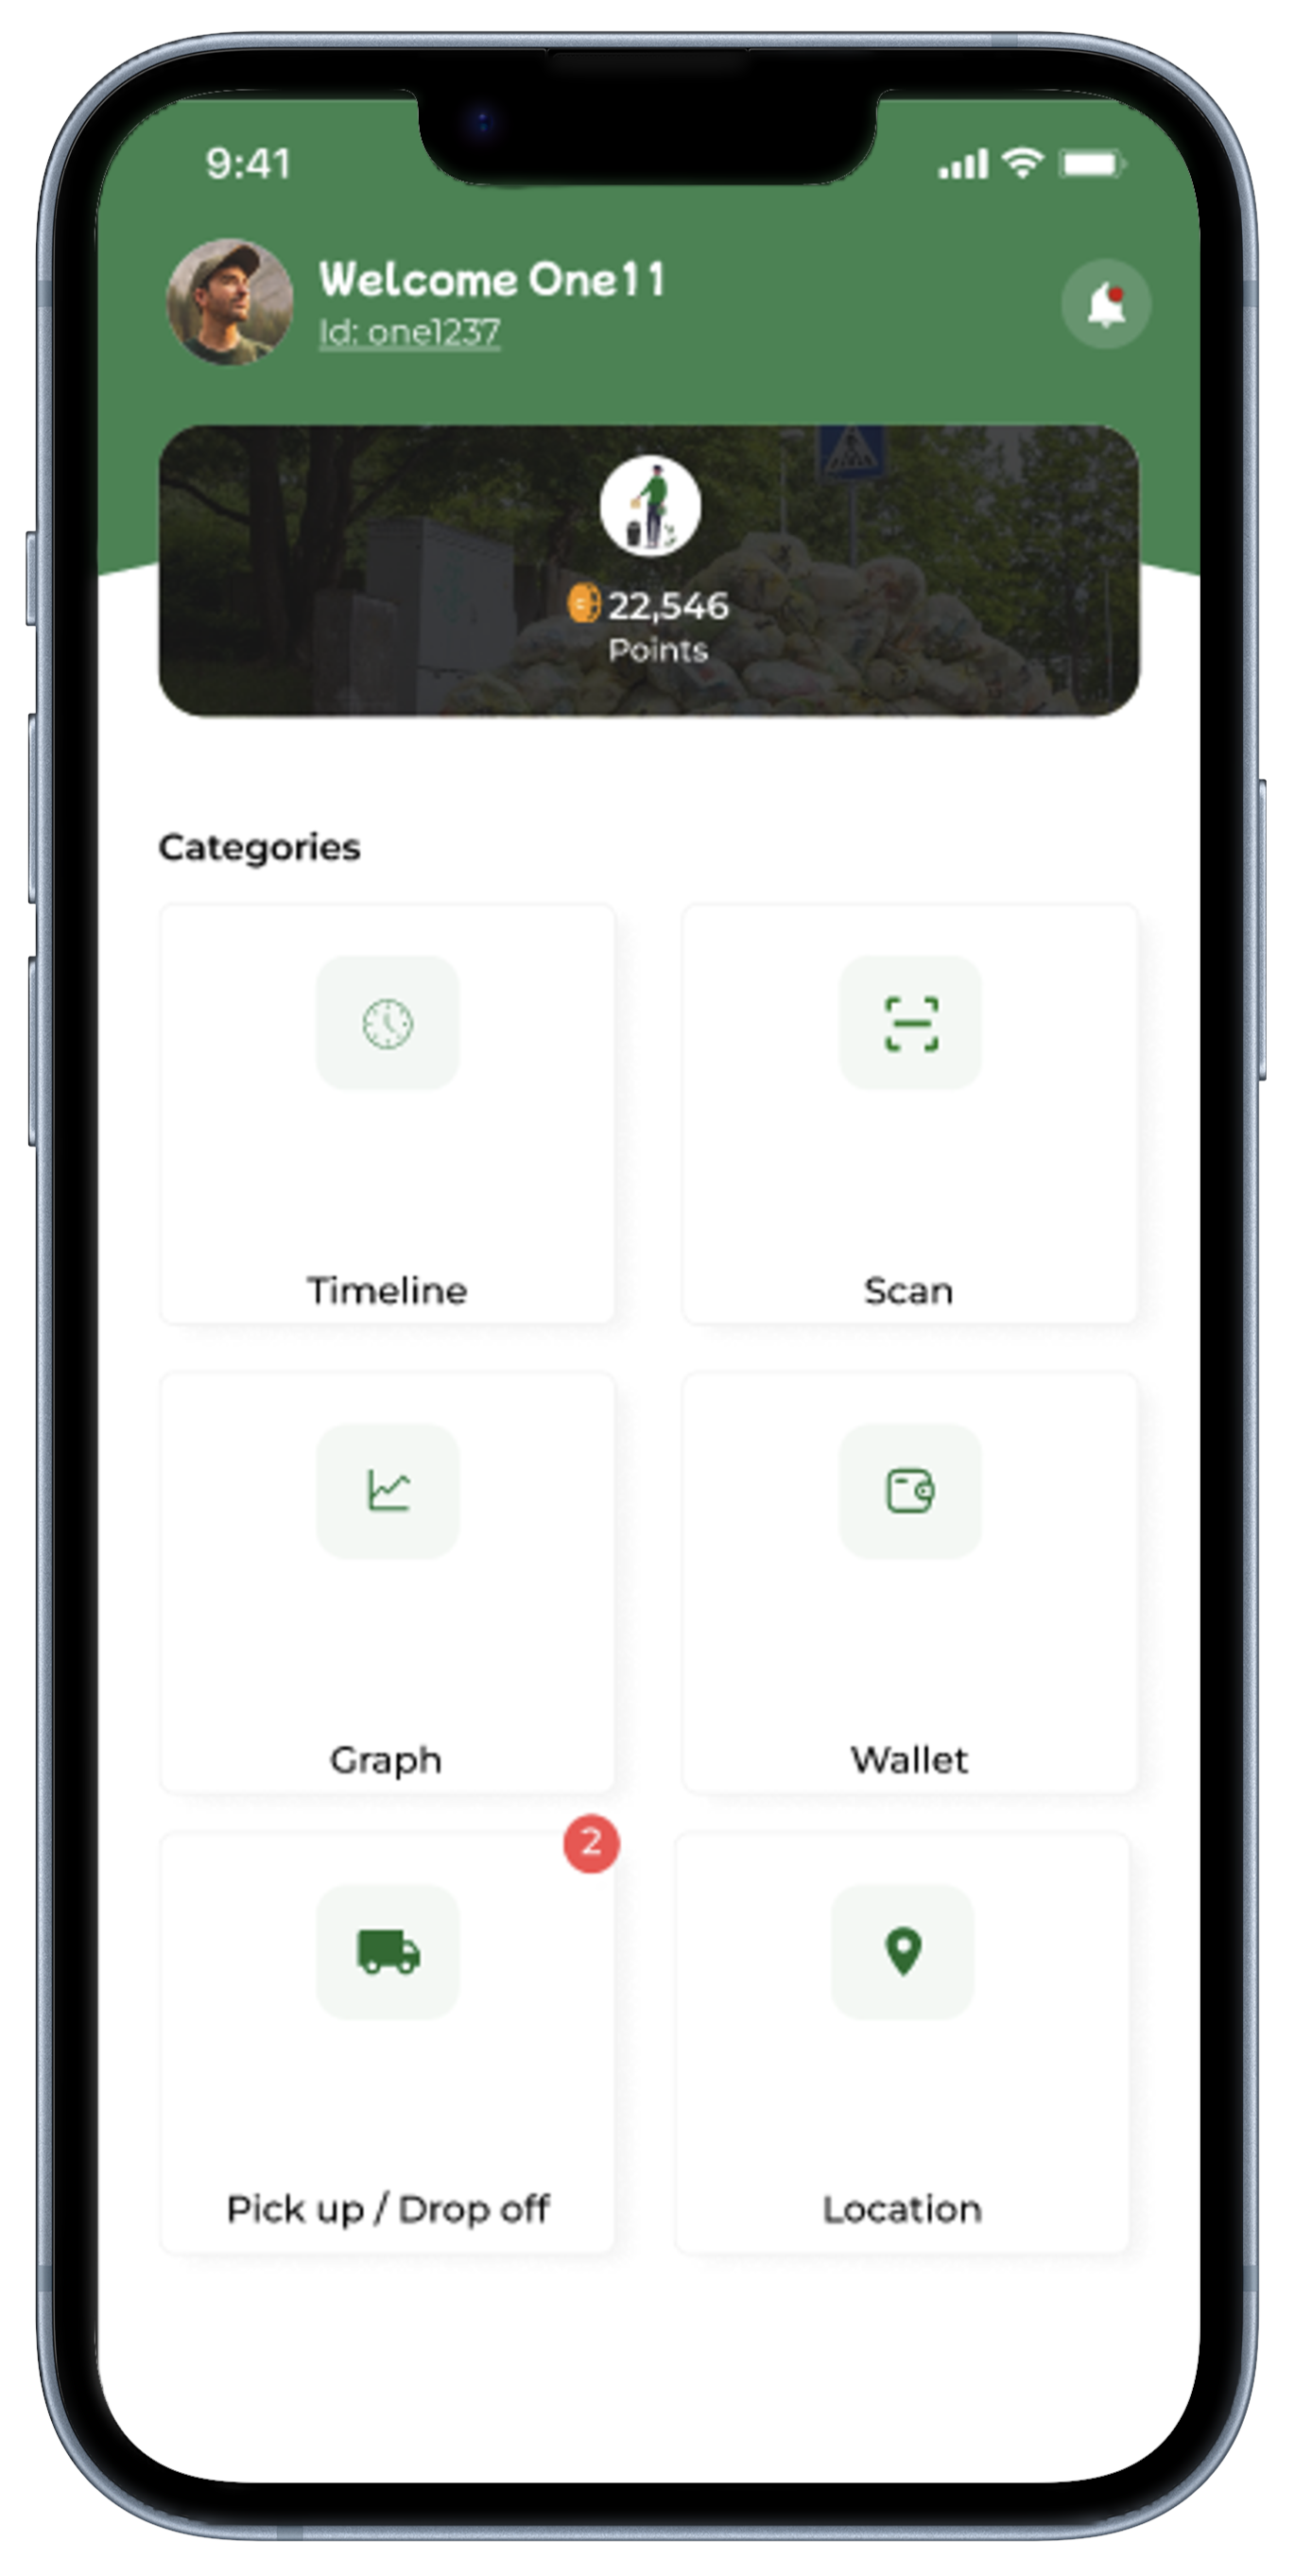 9:41
Welcome One11
Id: one1237
22,546
Points
Categories
Timeline
Scan
Graph
Wallet
2
Pick up / Drop off
Location